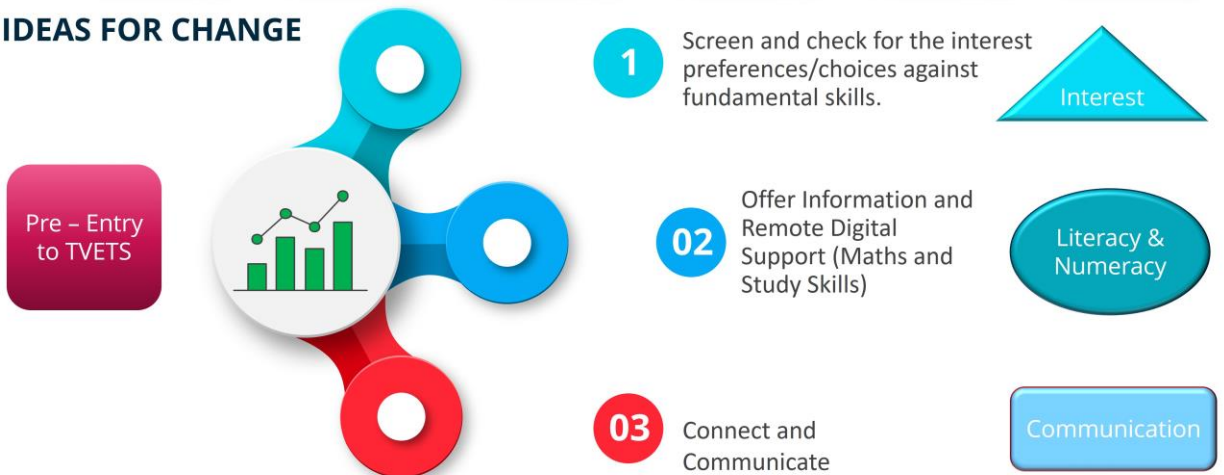 IDEAS FOR CHANGE
Pre – Entry
to TVETS
1
Screen and check for the interest
preferences/choices against
fundamental skills.
Interest
02
Offer Information and
Remote Digital
Support (Maths and
Study Skills)
Literacy &
Numeracy
03
Connect and
Communicate
Communication